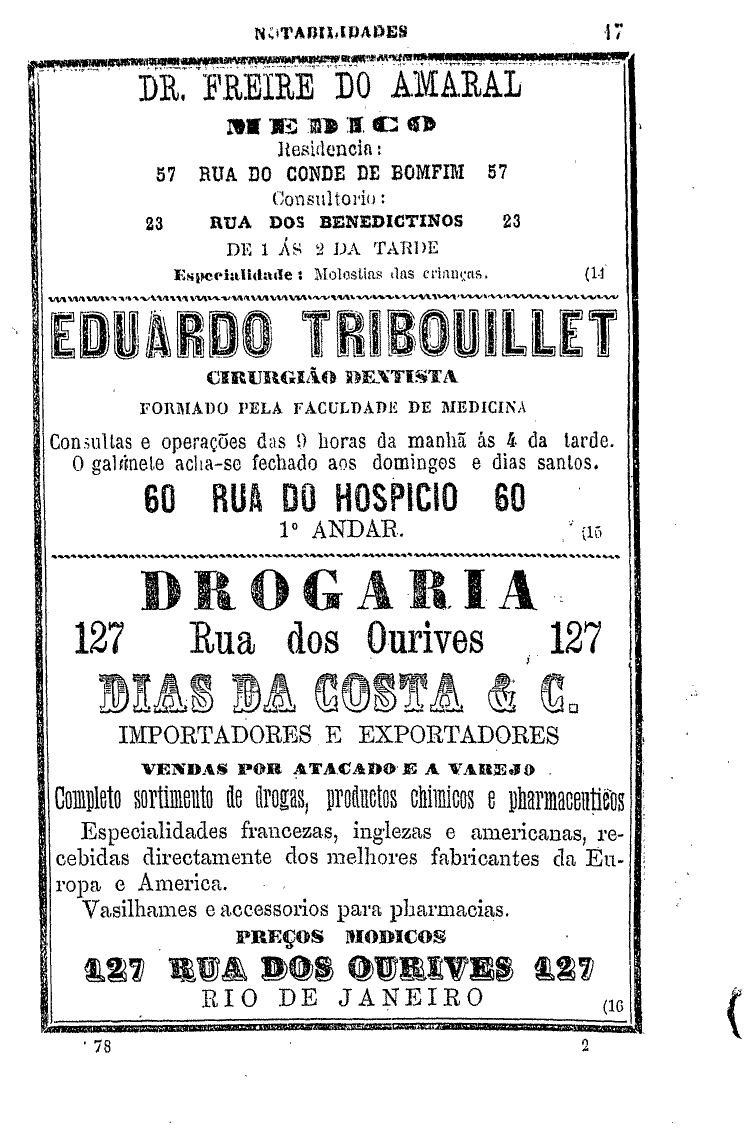 NOTABILIDADES 17
DR. FREIRE DO AMARAL
MEDICO
Residencia:
57 RUA DO CONDE DE BOMFIM 57
Consultorio:
23 RUA DOS BENEDICTINOS 23
DE 1 ÁS 2 DA TARDE
Especialidade: Molestias das crianças. (14
EDUARDO TRIBOUILLET
CIRURGIÃO DENTISTA
FORMADO PELA FACULDADE DE MEDICINA
Consultas e operações das 9 horas da manhã ás 4 da tarde.
O gabinete acha-se fechado aos domingos e dias santos.
60 RUA DO HOSPICIO 60
1º ANDAR. (15
DROGARIA
127 Rua dos Ourives 127
DIAS DA COSTA & C.
IMPORTADORES E EXPORTADORES
VENDAS POR ATACADO E A VAREJO
Completo sortimento de drogas, productos chimicos e pharmaceuticos
Especialidades francezas, inglezas e americanas, re-
cebidas directamente dos melhores fabricantes da Eu-
ropa e America.
Vasilhames e accessorios para pharmacias.
PREÇOS MODICOS
127 RUA DOS OURIVES 127
RIO DE JANEIRO (16
78 2